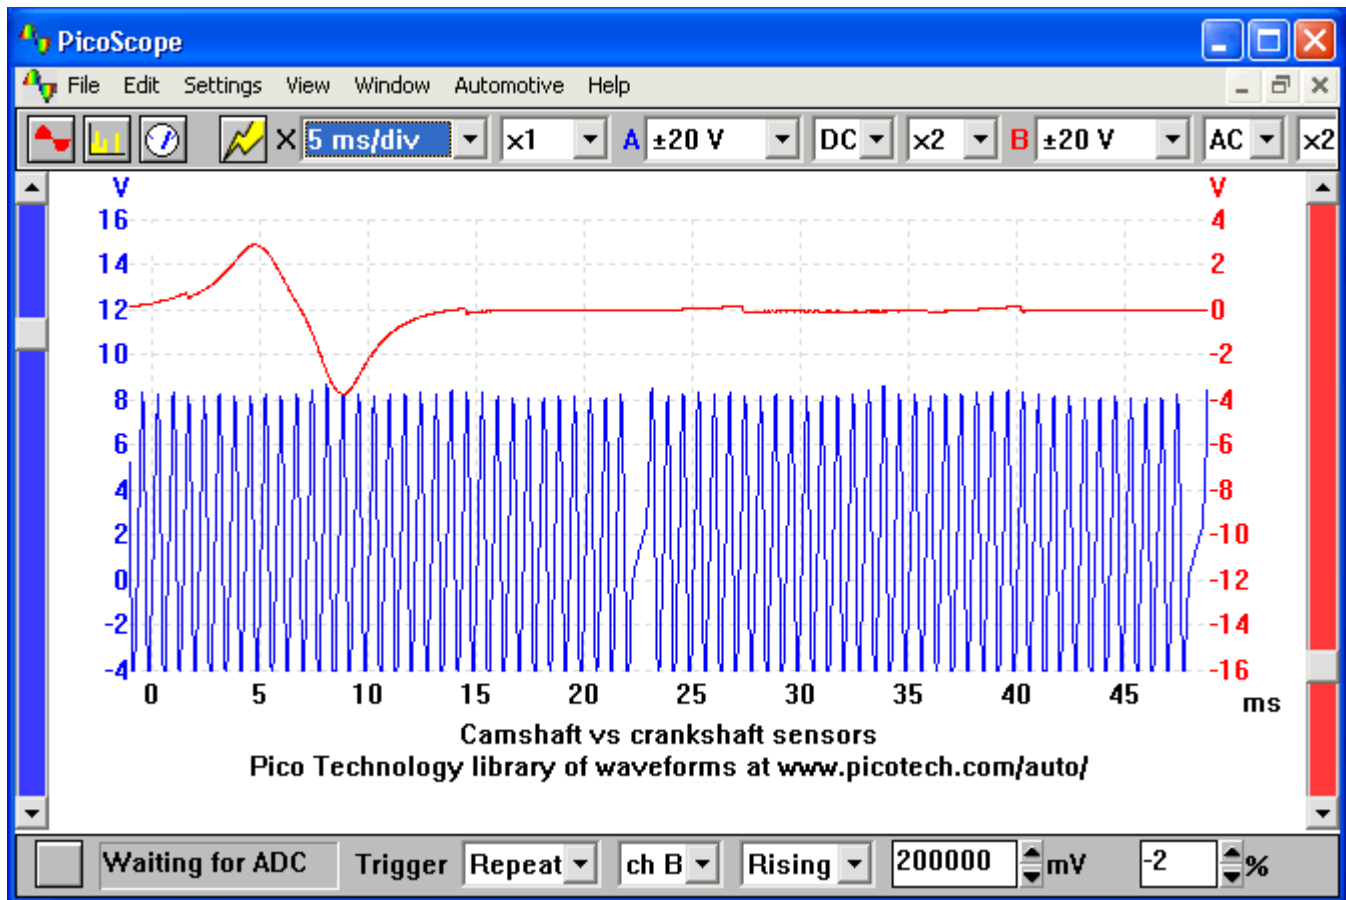 PicoScope
File Edit Settings View Window Automotive Help
X 5 ms/div x1 A ±20 V DC x2 B ±20 V AC x2
V V
16 4
14 2
12 0
10 -2
8 -4
6 -6
4 -8
2 -10
0 -12
-2 -14
-4 -16
0 5 10 15 20 25 30 35 40 45 ms
Camshaft vs crankshaft sensors
Pico Technology library of waveforms at www.picotech.com/auto/
Waiting for ADC Trigger Repeat ch B Rising 200000 mV -2 %